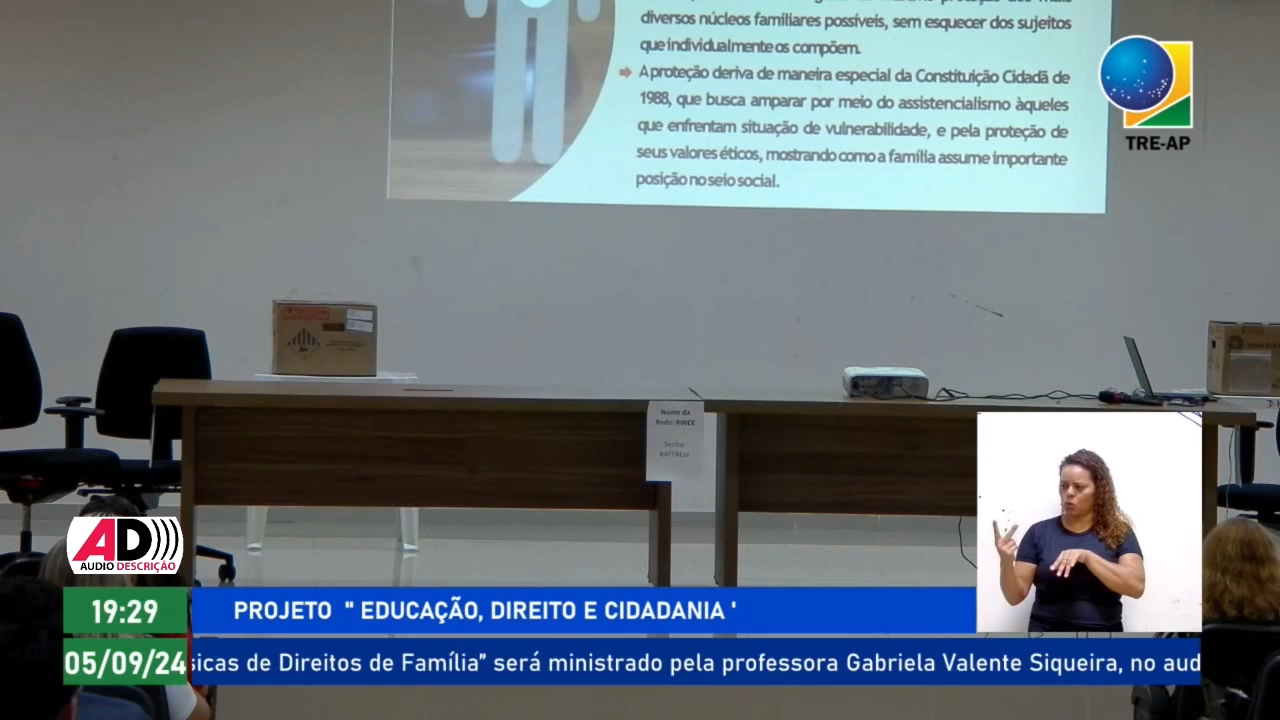 diversos núcleos familiares possíveis, sem esquecer dos sujeitos
que individualmente os compõem.
A proteção deriva de maneira especial da Constituição Cidadã de
1988, que busca amparar por meio do assistencialismo àqueles
que enfrentam situação de vulnerabilidade, e pela proteção de
seus valores éticos, mostrando como a família assume importante
posição no seio social.
TRE-AP
Nome da
Rede: RWCE
Senha:
AD
AUDIO DESCRIÇÃO
19:29
PROJETO " EDUCAÇÃO, DIREITO E CIDADANIA '
05/09/24
sicas de Direitos de Família” será ministrado pela professora Gabriela Valente Siqueira, no aud